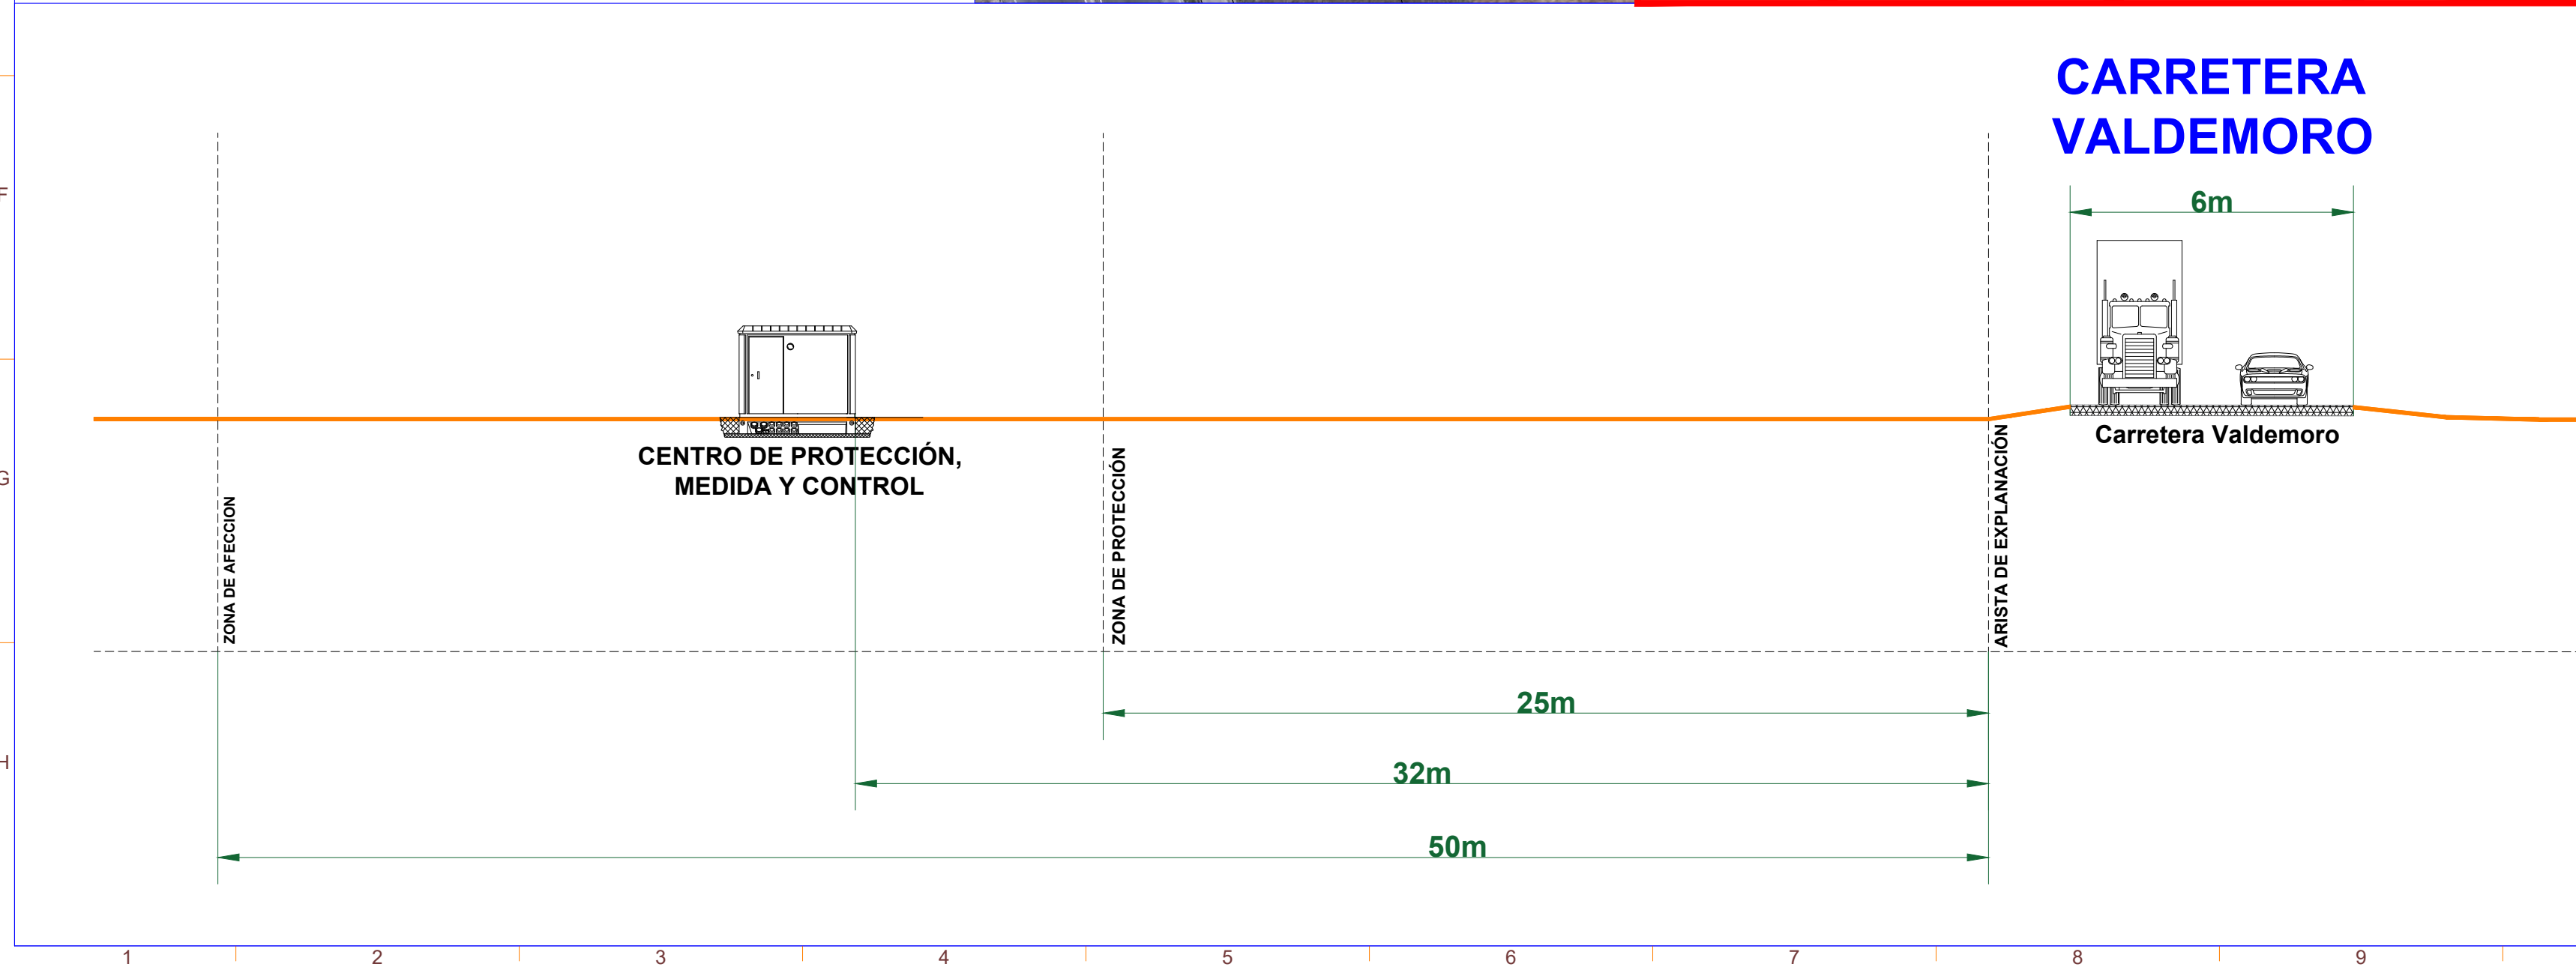 CARRETERA
VALDEMORO
6m
F
Carretera Valdemoro
CENTRO DE PROTECCIÓN,
MEDIDA Y CONTROL
G
ZONA DE AFECCION
ZONA DE PROTECCIÓN
ARISTA DE EXPLANACIÓN
25m
32m
H
50m
1 2 3 4 5 6 7 8 9